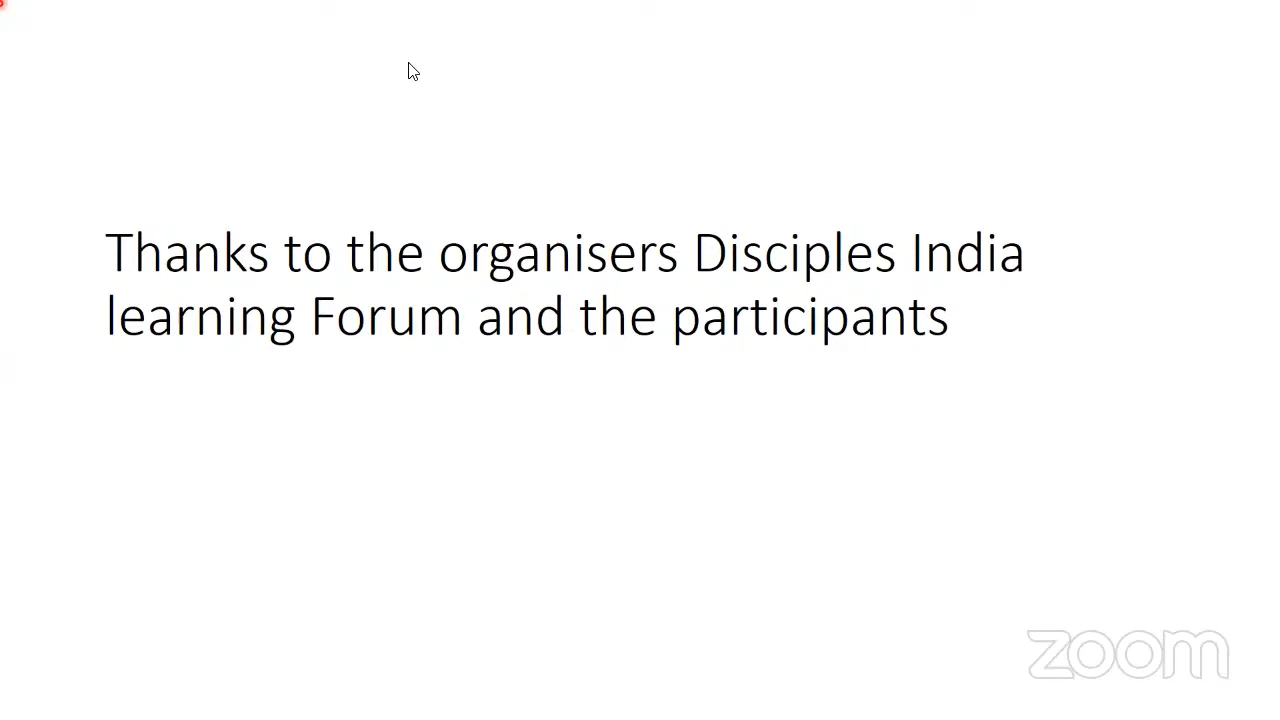 Thanks to the organisers Disciples India
learning Forum and the participants
zoom